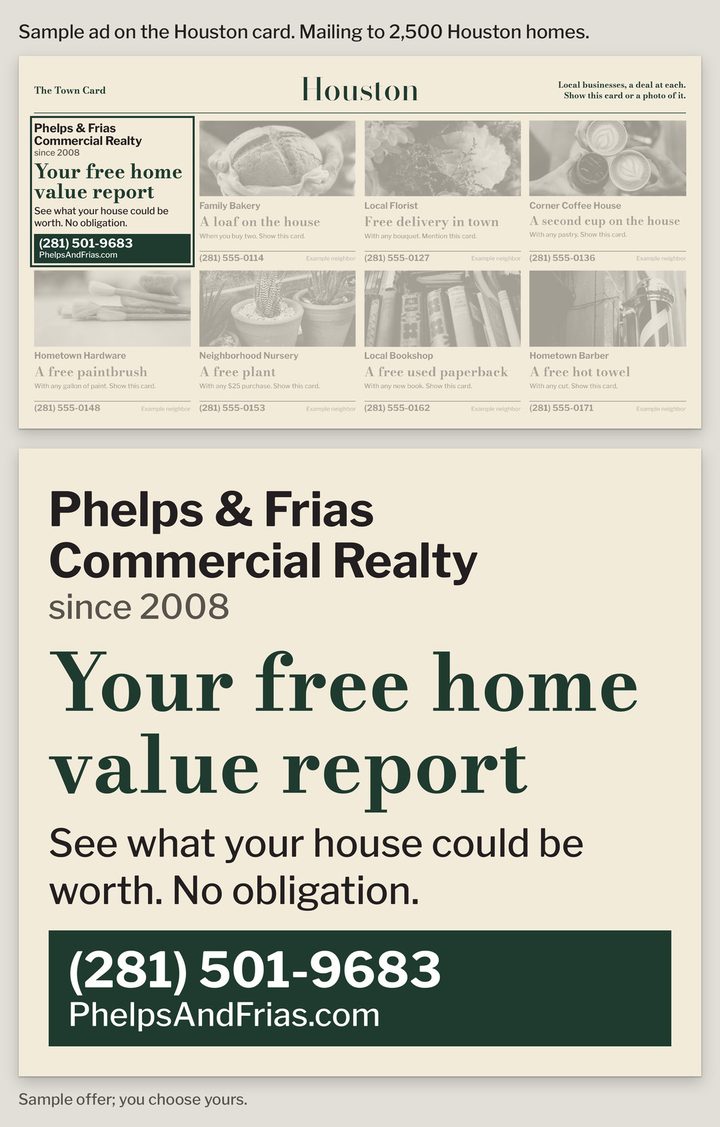 Sample ad on the Houston card. Mailing to 2,500 Houston homes.
The Town Card
Houston
Local businesses, a deal at each.
Show this card or a photo of it.
Phelps & Frias
Commercial Realty
since 2008
Your free home
value report
See what your house could be
worth. No obligation.
(281) 501-9683
PhelpsAndFrias.com
Family Bakery
A loaf on the house
When you buy two. Show this card.
(281) 555-0114
Example neighbor
Local Florist
Free delivery in town
With any bouquet. Mention this card.
(281) 555-0127
Corner Coffee House
A second cup on the house
With any pastry. Show this card.
(281) 555-0136
Example neighbor
Hometown Hardware
A free paintbrush
With any gallon of paint. Show this card.
(281) 555-0148
Example neighbor
Neighborhood Nursery
A free plant
With any $25 purchase. Show this card.
(281) 555-0153
Example neighbor
Local Bookshop
A free used paperback
With any new book. Show this card.
(281) 555-0162
Example neighbor
Hometown Barber
A free hot towel
With any cut. Show this card.
(281) 555-0171
Example neighbor
Phelps & Frias
Commercial Realty
since 2008
Your free home
value report
See what your house could be
worth. No obligation.
(281) 501-9683
PhelpsAndFrias.com
Sample offer; you choose yours.